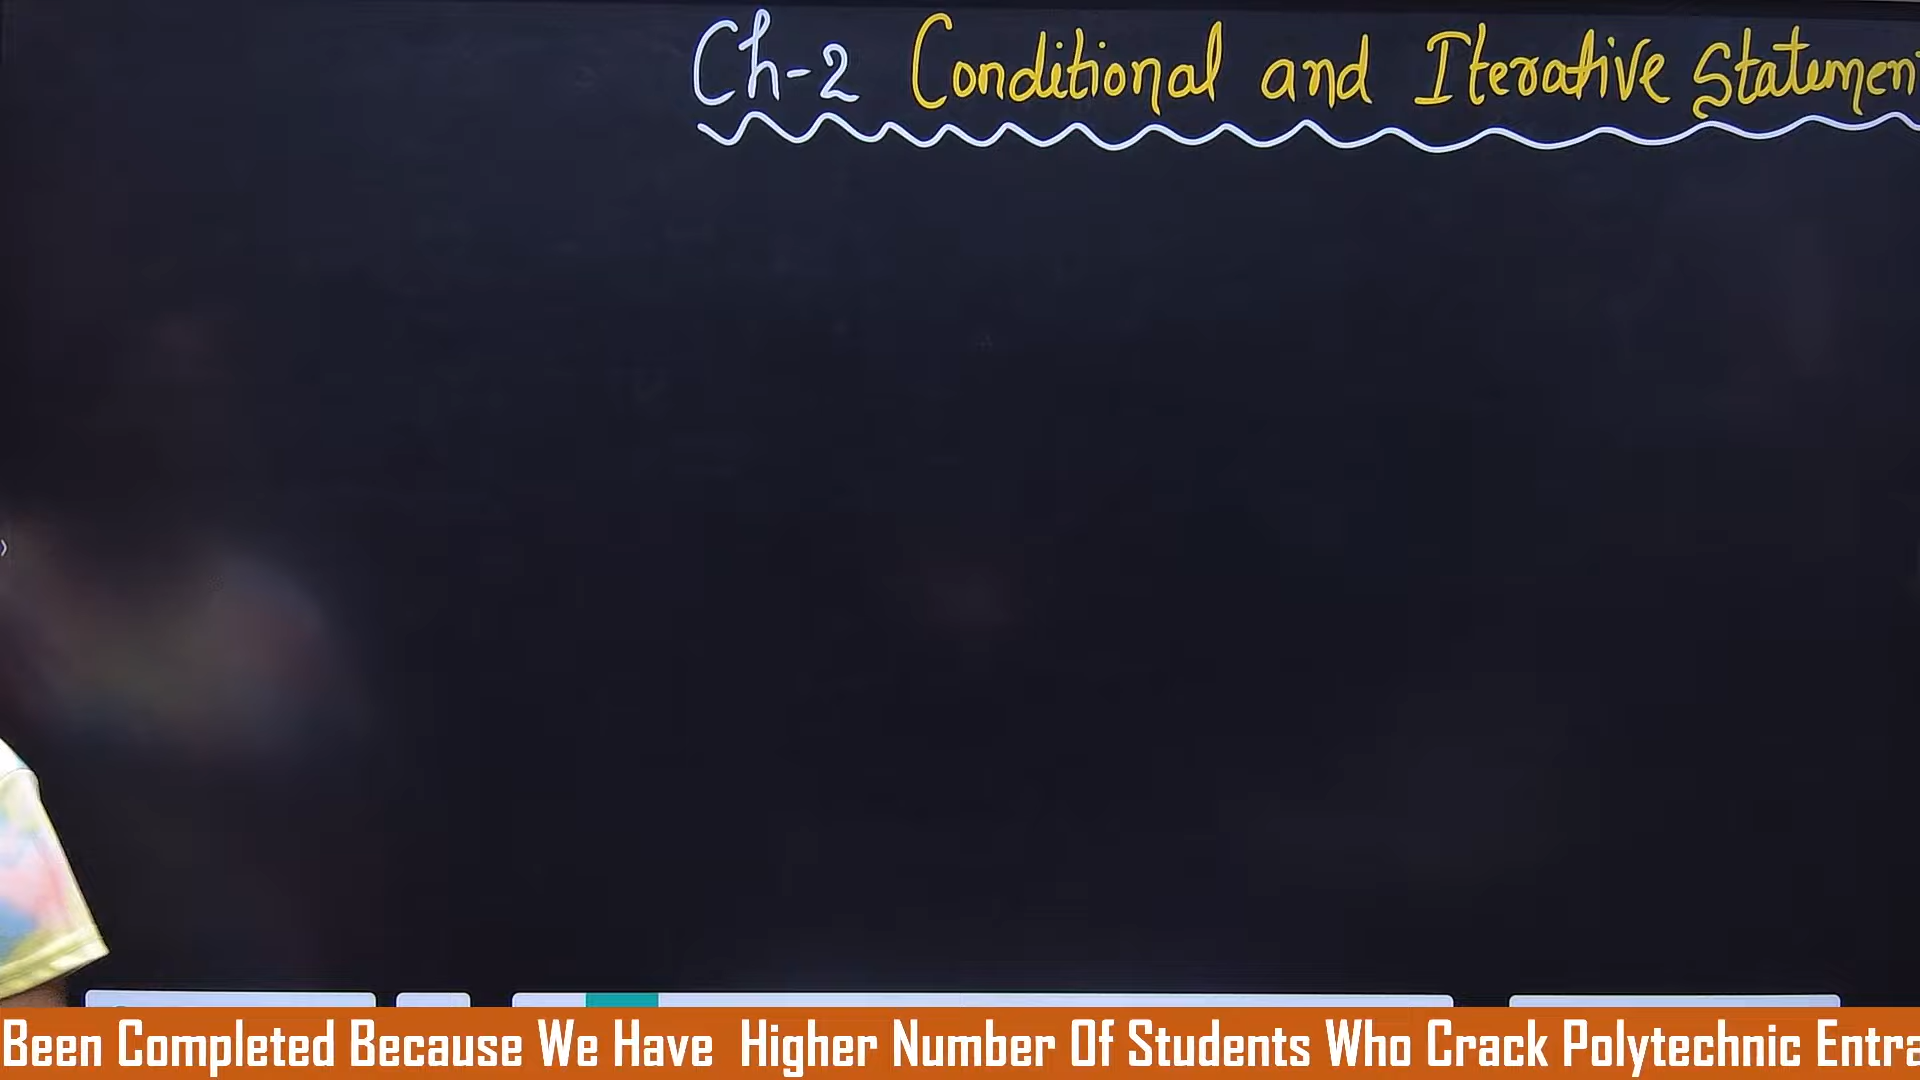 Ch-2 Conditional and Iterative Statemen
Been Completed Because We Have Higher Number Of Students Who Crack Polytechnic Entra